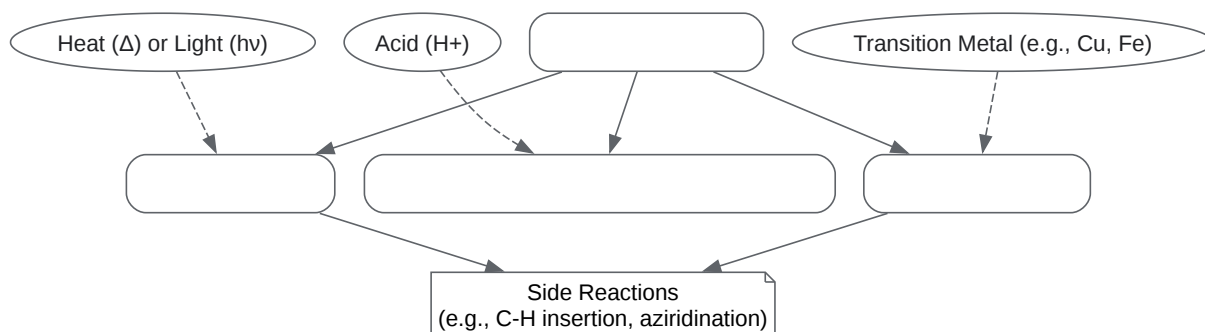 Heat (Δ) or Light (hν)
Acid (H+)
Transition Metal (e.g., Cu, Fe)
Side Reactions
(e.g., C-H insertion, aziridination)